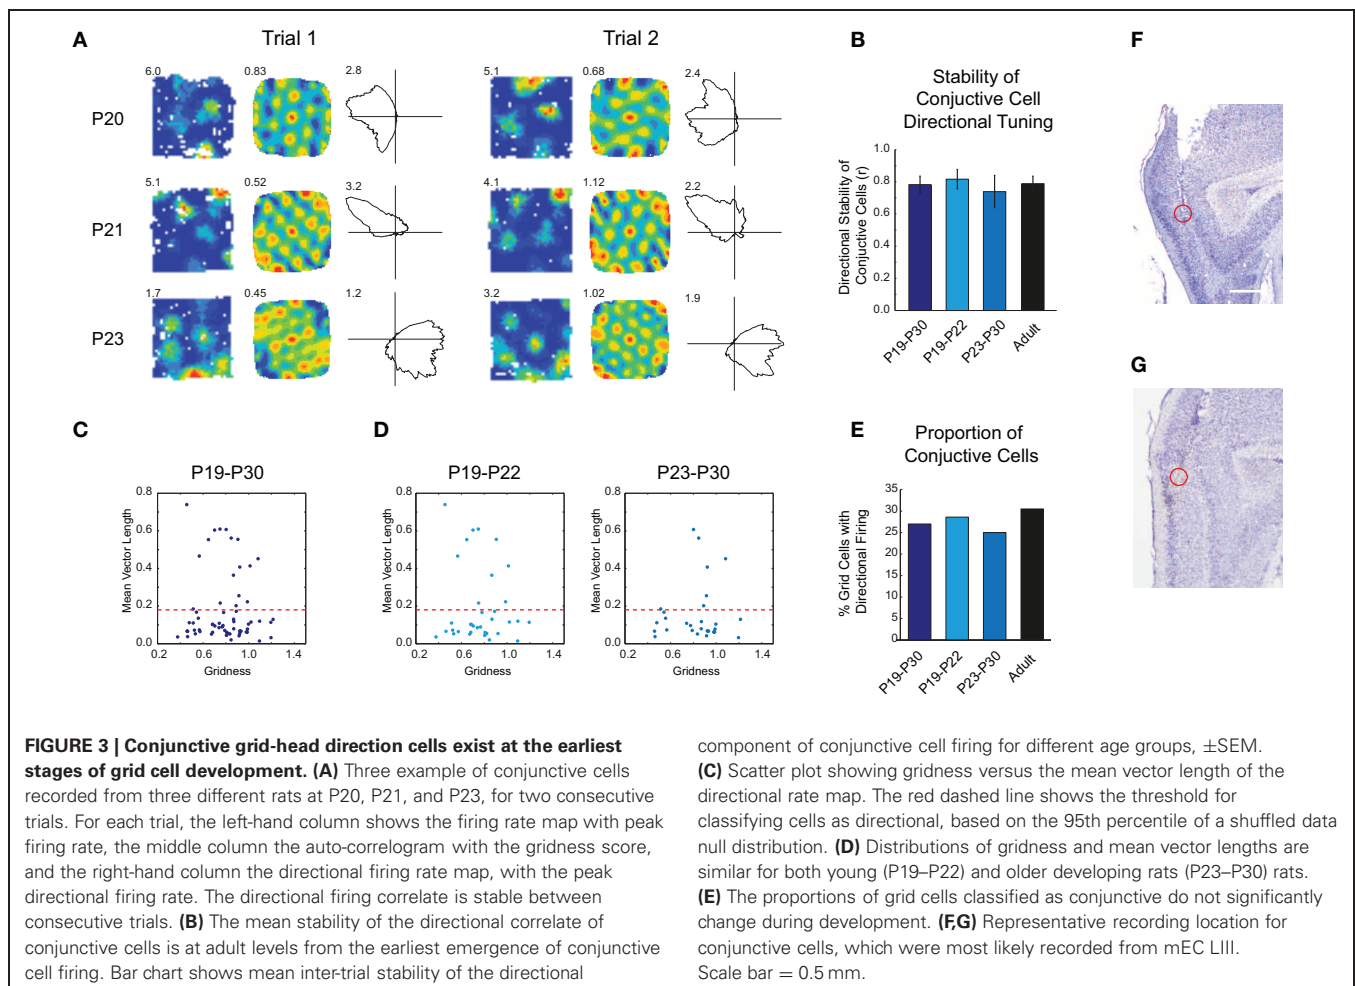 A
Trial 1
Trial 2
P20
6.0
0.83
2.8
5.1
0.68
2.4
P21
5.1
0.52
3.2
4.1
1.12
2.2
P23
1.7
0.45
1.2
3.2
1.02
1.9
B
Stability of
Conjuctive Cell
Directional Tuning
Directional Stability of
Conjuctive Cells (r)
1.0
0.8
0.6
0.4
0.2
0.0
P19-P30
P19-P22
P23-P30
Adult
F
G
C
P19-P30
Mean Vector Length
0.8
0.6
0.4
0.2
0.0
0.2
0.6
1.0
1.4
Gridness
D
P19-P22
Mean Vector Length
0.8
0.6
0.4
0.2
0.0
0.2
0.6
1.0
1.4
Gridness
P23-P30
Mean Vector Length
0.8
0.6
0.4
0.2
0.0
0.2
0.6
1.0
1.4
Gridness
E
Proportion of
Conjuctive Cells
% Grid Cells with
Directional Firing
35
30
25
20
15
10
5
0
P19-P30
P19-P22
P23-P30
Adult
FIGURE 3 | Conjunctive grid-head direction cells exist at the earliest
stages of grid cell development. (A) Three example of conjunctive cells
recorded from three different rats at P20, P21, and P23, for two consecutive
trials. For each trial, the left-hand column shows the firing rate map with peak
firing rate, the middle column the auto-correlogram with the gridness score,
and the right-hand column the directional firing rate map, with the peak
directional firing rate. The directional firing correlate is stable between
consecutive trials. (B) The mean stability of the directional correlate of
conjunctive cells is at adult levels from the earliest emergence of conjunctive
cell firing. Bar chart shows mean inter-trial stability of the directional
component of conjunctive cell firing for different age groups, ±SEM.
(C) Scatter plot showing gridness versus the mean vector length of the
directional rate map. The red dashed line shows the threshold for
classifying cells as directional, based on the 95th percentile of a shuffled data
null distribution. (D) Distributions of gridness and mean vector lengths are
similar for both young (P19–P22) and older developing rats (P23–P30) rats.
(E) The proportions of grid cells classified as conjunctive do not significantly
change during development. (F,G) Representative recording location for
conjunctive cells, which were most likely recorded from mEC LIII.
Scale bar = 0.5 mm.